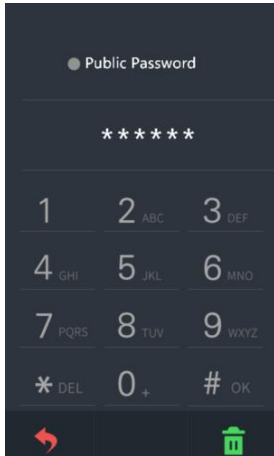 Public Password
******
1 2 ABC 3 DEF
4 GHI 5 JKL 6 MNO
7 PQRS 8 TUV 9 WXYZ
* DEL 0 + # OK